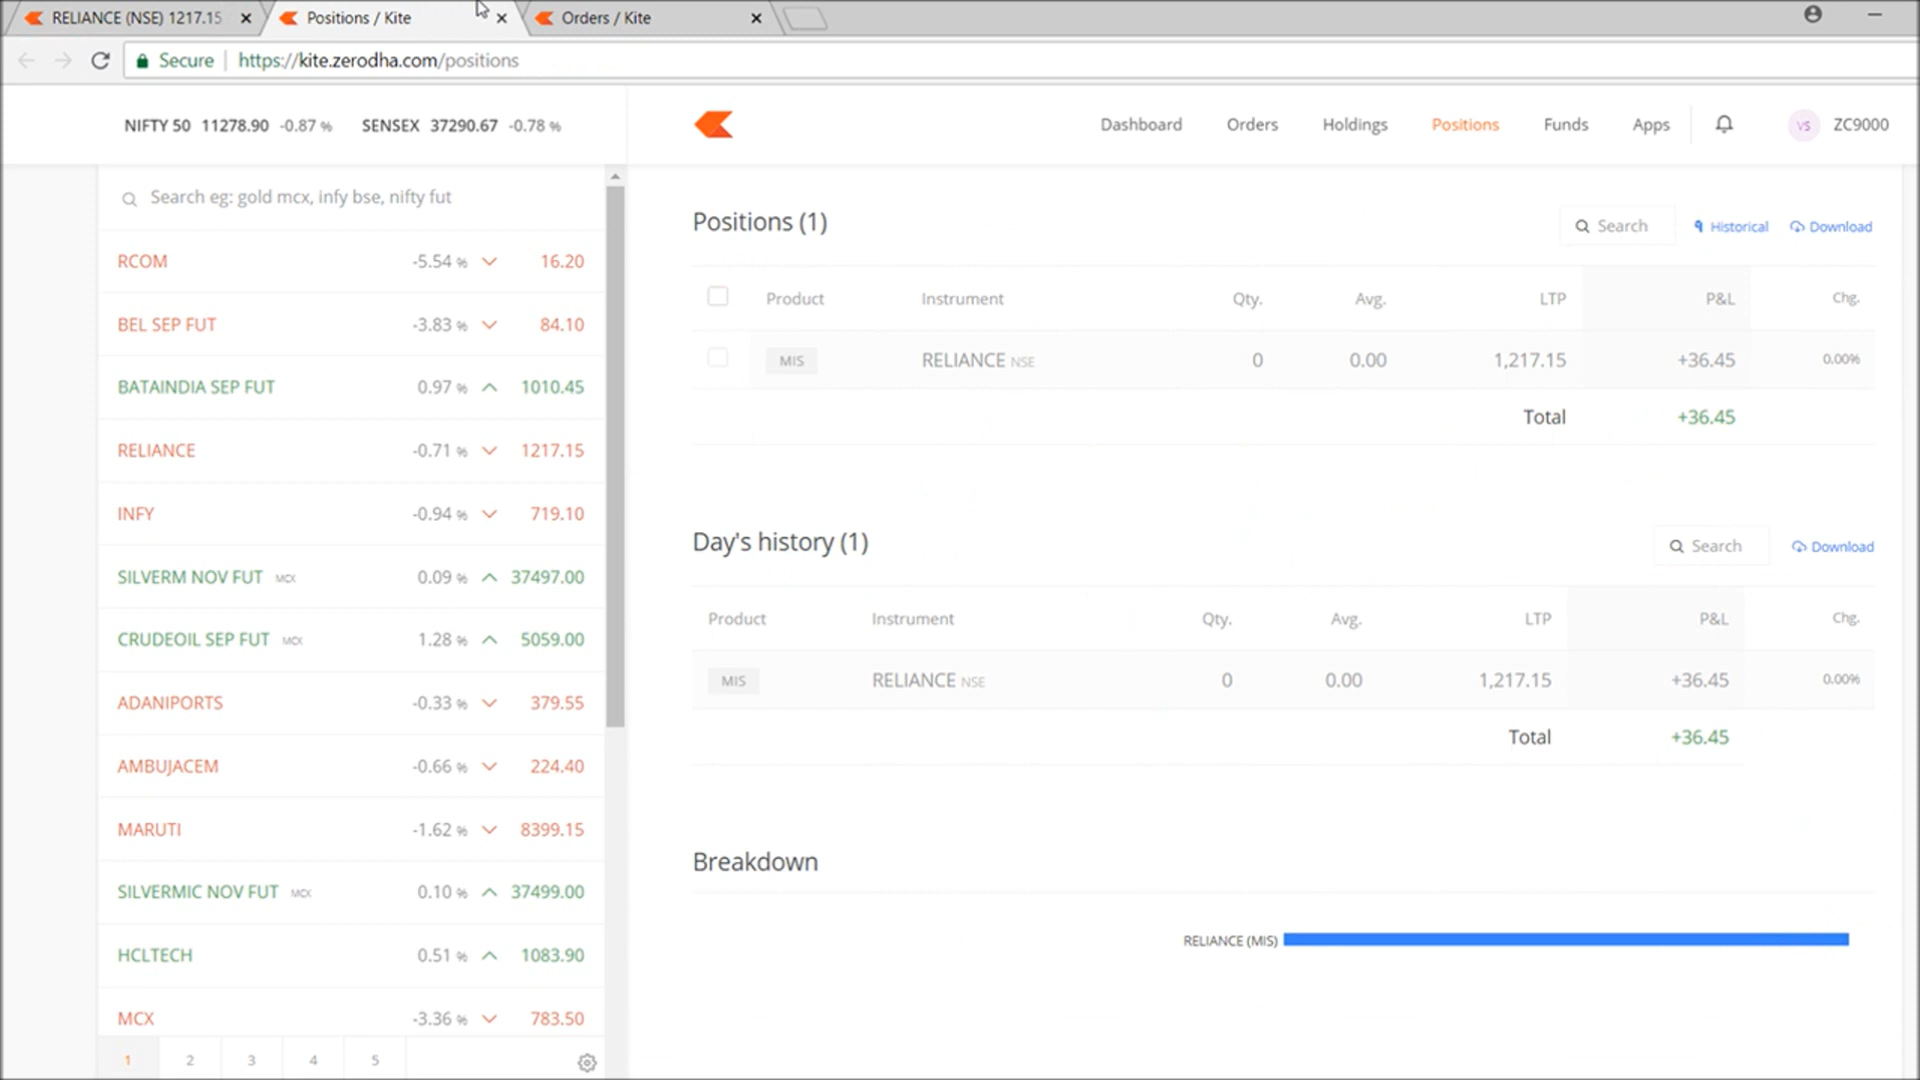 RELIANCE (NSE) 1217.15
Positions / Kite
Orders / Kite
Secure https://kite.zerodha.com/positions
NIFTY 50 11278.90 -0.87 % SENSEX 37290.67 -0.78 %
Dashboard Orders Holdings Positions Funds Apps VS ZC9000
Search eg: gold mcx, infy bse, nifty fut
RCOM -5.54 % 16.20
BEL SEP FUT -3.83 % 84.10
BATAINDIA SEP FUT 0.97 % 1010.45
RELIANCE -0.71 % 1217.15
INFY -0.94 % 719.10
SILVERM NOV FUT MCX 0.09 % 37497.00
CRUDEOIL SEP FUT MCX 1.28 % 5059.00
ADANIPORTS -0.33 % 379.55
AMBUJACEM -0.66 % 224.40
MARUTI -1.62 % 8399.15
SILVERMIC NOV FUT MCX 0.10 % 37499.00
HCLTECH 0.51 % 1083.90
MCX -3.36 % 783.50
1 2 3 4 5
Positions (1) Search Historical Download
Product Instrument Qty. Avg. LTP P&L Chg.
MIS RELIANCE NSE 0 0.00 1,217.15 +36.45 0.00%
Total +36.45
Day's history (1) Search Download
Product Instrument Qty. Avg. LTP P&L Chg.
MIS RELIANCE NSE 0 0.00 1,217.15 +36.45 0.00%
Total +36.45
Breakdown
RELIANCE (MIS)